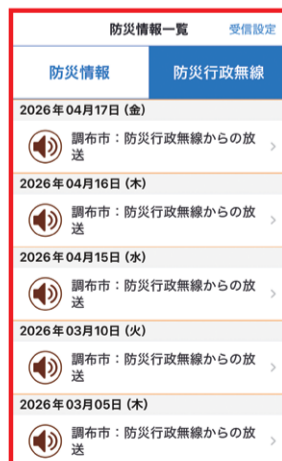 防災情報一覧 受信設定
防災情報 防災行政無線
2026年04月17日 (金)
調布市：防災行政無線からの放
送
2026年04月16日 (木)
調布市：防災行政無線からの放
送
2026年04月15日 (水)
調布市：防災行政無線からの放
送
2026年03月10日 (火)
調布市：防災行政無線からの放
送
2026年03月05日 (木)
調布市：防災行政無線からの放
送